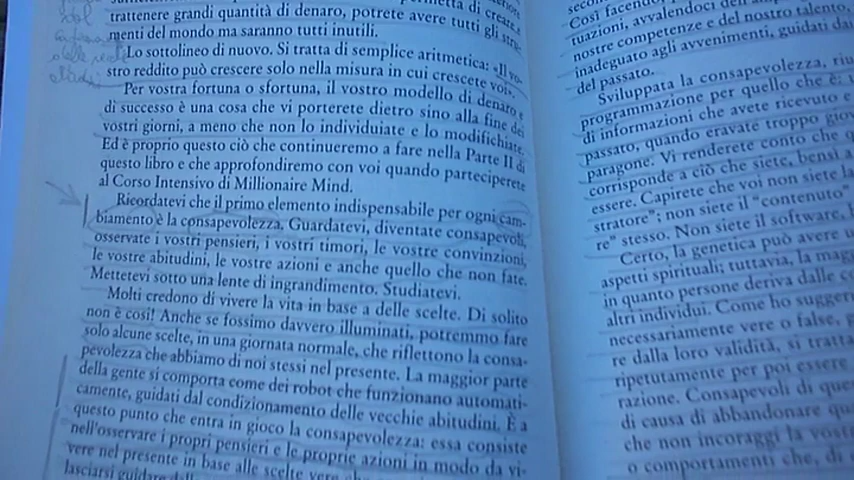 trattenere grandi quantità di denaro, potrete avere tutti gli
menti del mondo ma saranno tutti inutili.
Lo sottolineo di nuovo. Si tratta di semplice aritmetica: «Il vo-
stro reddito può crescere solo nella misura in cui crescete voi».
Per vostra fortuna o sfortuna, il vostro modello di denaro e
di successo è una cosa che vi porterete dietro sino alla fine dei
vostri giorni, a meno che non lo individuiate e lo modifichiate.
Ed è proprio questo ciò che continueremo a fare nella Parte II di
questo libro e che approfondiremo con voi quando parteciperete
al Corso Intensivo di Millionaire Mind.
Ricordatevi che il primo elemento indispensabile per ogni cam-
biamento è la consapevolezza. Guardatevi, diventate consapevoli,
osservate i vostri pensieri, i vostri timori, le vostre convinzioni,
le vostre abitudini, le vostre azioni e anche quello che non fate.
Mettetevi sotto una lente di ingrandimento. Studiatevi.
Molti credono di vivere la vita in base a delle scelte. Di solito
non è così! Anche se fossimo davvero illuminati, potremmo fare
solo alcune scelte, in una giornata normale, che riflettono la consa-
pevolezza che abbiamo di noi stessi nel presente. La maggior parte
della gente si comporta come dei robot che funzionano automati-
camente, guidati dal condizionamento delle vecchie abitudini. È a
questo punto che entra in gioco la consapevolezza: essa consiste
nell'osservare i propri pensieri e le proprie azioni in modo da vi-
vere nel presente in base alle scelte vere
lasciarsi guidare
Così facendo,
tuazioni, avvalendoci
nostre competenze e del nostro talento,
inadeguato agli avvenimenti, guidati
del passato.
Sviluppata la consapevolezza,
programmazione per quello che è:
di informazioni che avete ricevuto e
passato, quando eravate troppo
paragone. Vi renderete conto che
corrisponde a ciò che siete, bensì a
essere. Capirete che voi non siete
stratore"; non siete il "contenuto"
re" stesso. Non siete il software,
Certo, la genetica può avere
aspetti spirituali; tuttavia, la
in quanto persone deriva dalle
altri individui. Come ho
necessariamente vere o false,
re dalla loro validità, si tratta
ripetutamente per poi essere
razione. Consapevoli di
di causa di abbandonare
che non incoraggi la
o comportamenti che, di